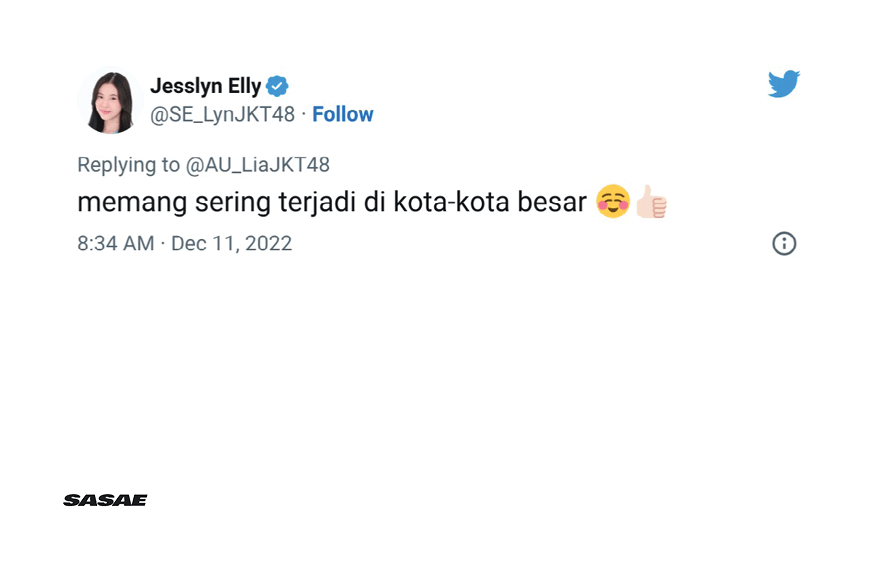 Jesslyn Elly
@SE_LynJKT48 · Follow
Replying to @AU_LiaJKT48
memang sering terjadi di kota-kota besar ☺️👍🏻
8:34 AM · Dec 11, 2022
SASAE